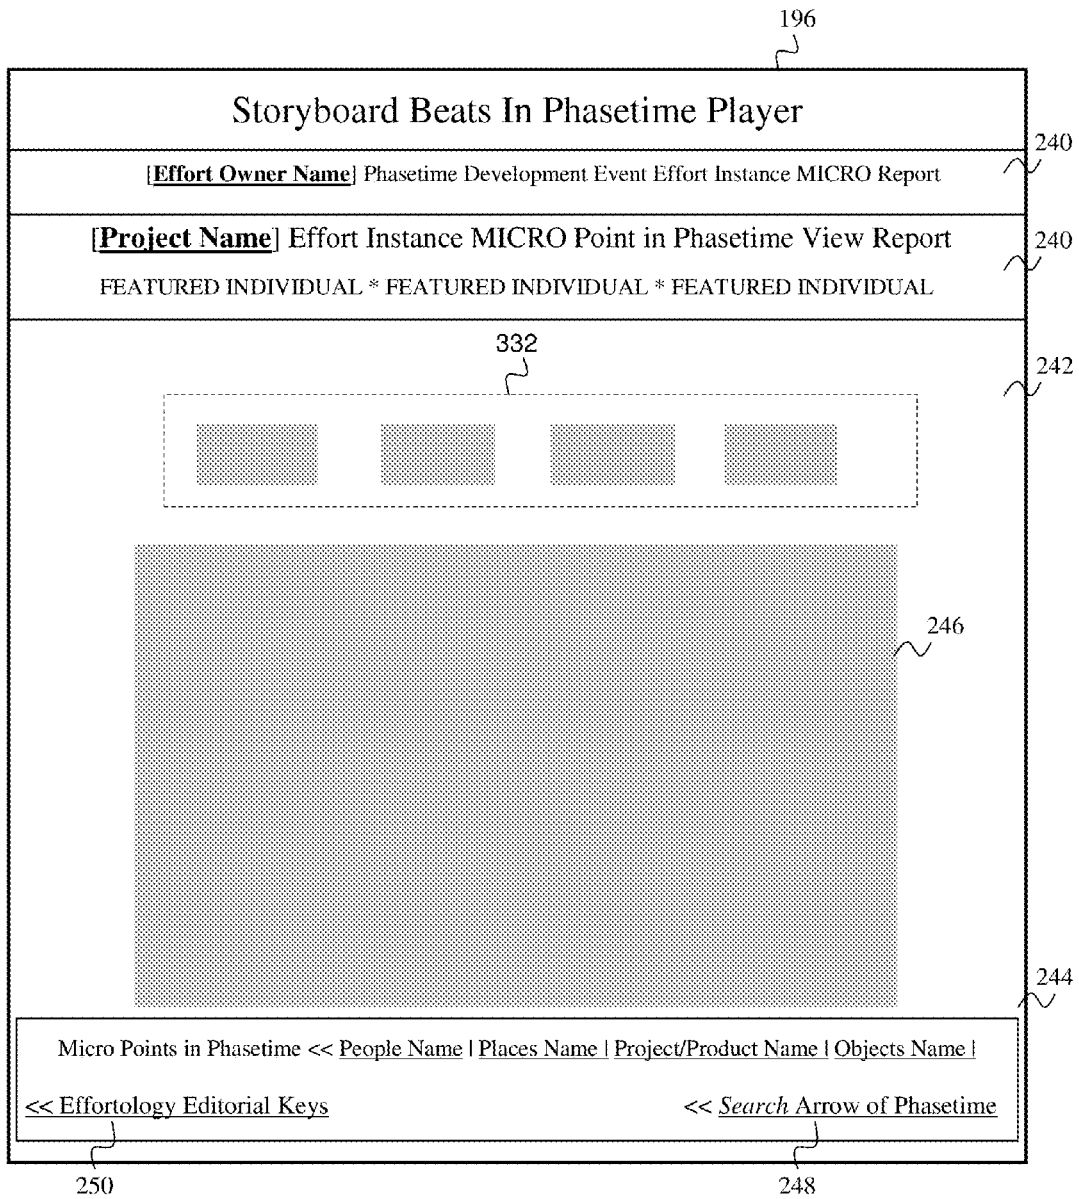 196
Storyboard Beats In Phasetime Player
240
[Effort Owner Name] Phasetime Development Event Effort Instance MICRO Report
[Project Name] Effort Instance MICRO Point in Phasetime View Report
240
FEATURED INDIVIDUAL * FEATURED INDIVIDUAL * FEATURED INDIVIDUAL
332
242
246
244
Micro Points in Phasetime << People Name | Places Name | Project/Product Name | Objects Name |
<< Effortology Editorial Keys << Search Arrow of Phasetime
250 248